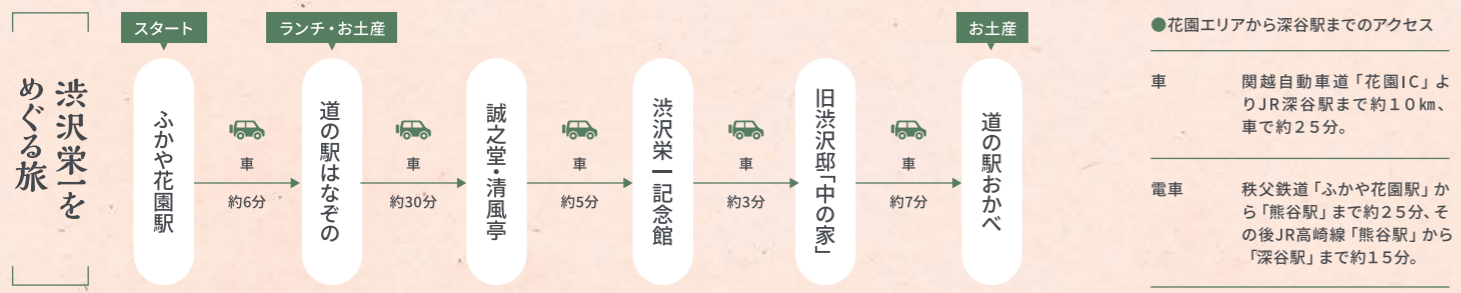 渋沢栄一を
めぐる旅
スタート
ふかや花園駅
車
約6分
ランチ・お土産
道の駅はなぞの
車
約30分
誠之堂・清風亭
車
約5分
渋沢栄一記念館
車
約3分
旧渋沢邸「中の家」
車
約7分
お土産
道の駅おかべ
●花園エリアから深谷駅までのアクセス
車
関越自動車道「花園IC」よ
りJR深谷駅まで約10㎞、
車で約25分。
電車
秩父鉄道「ふかや花園駅」か
ら「熊谷駅」まで約25分、そ
の後JR高崎線「熊谷駅」から
「深谷駅」まで約15分。